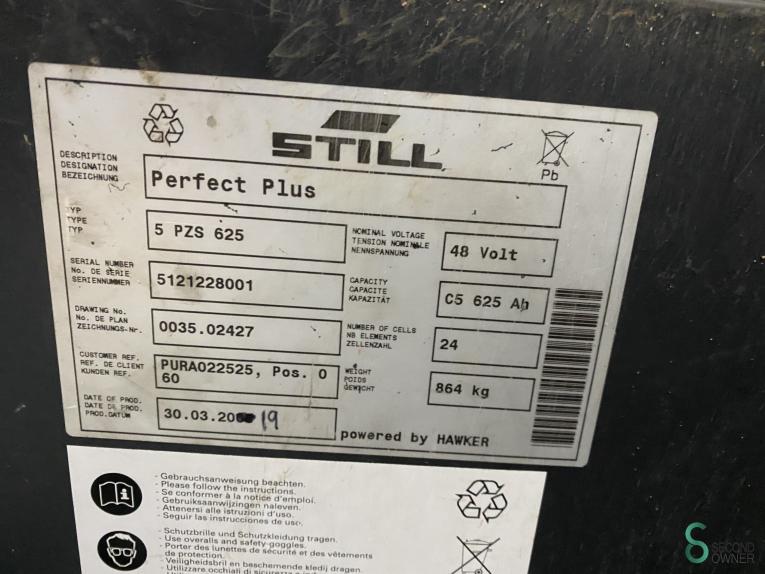 STILL
Pb
DESCRIPTION
DESIGNATION
BEZEICHNUNG
Perfect Plus
TYP
TYPE
TYP
5 PZS 625
NOMINAL VOLTAGE
TENSION NOMINALE
NENNSPANNUNG
48 Volt
SERIAL NUMBER
No. DE SERIE
SERIENNUMMER
5121228001
CAPACITY
CAPACITE
KAPAZITÄT
C5 625 Ah
DRAWING No.
No. DE PLAN
ZEICHNUNGS-Nr.
0035.02427
NUMBER OF CELLS
NB ELEMENTS
ZELLENZAHL
24
CUSTOMER REF.
REF. DE CLIENT
KUNDEN REF.
PURA022525, Pos. 0
60
WEIGHT
POIDS
GEWICHT
864 kg
DATE OF PROD.
DATE DE PROD.
PROD.DATUM
30.03.20 19
powered by HAWKER
- Gebrauchsanweisung beachten.
- Please follow the instructions.
- Se conformer à la notice d'emploi.
- Gebruiksaanwijzingen naleven.
- Attenersi alle istruzioni d'uso.
- Seguir las instrucciones de uso.
- Schutzbrille und Schutzkleidung tragen.
- Use overalls and safety-goggles.
- Porter des lunettes de sécurité et des vêtements
de protection.
- Veiligheidsbril en beschermende kledij dragen.
- Utilizzare occhiali di sicurezza
SECOND
OWNER